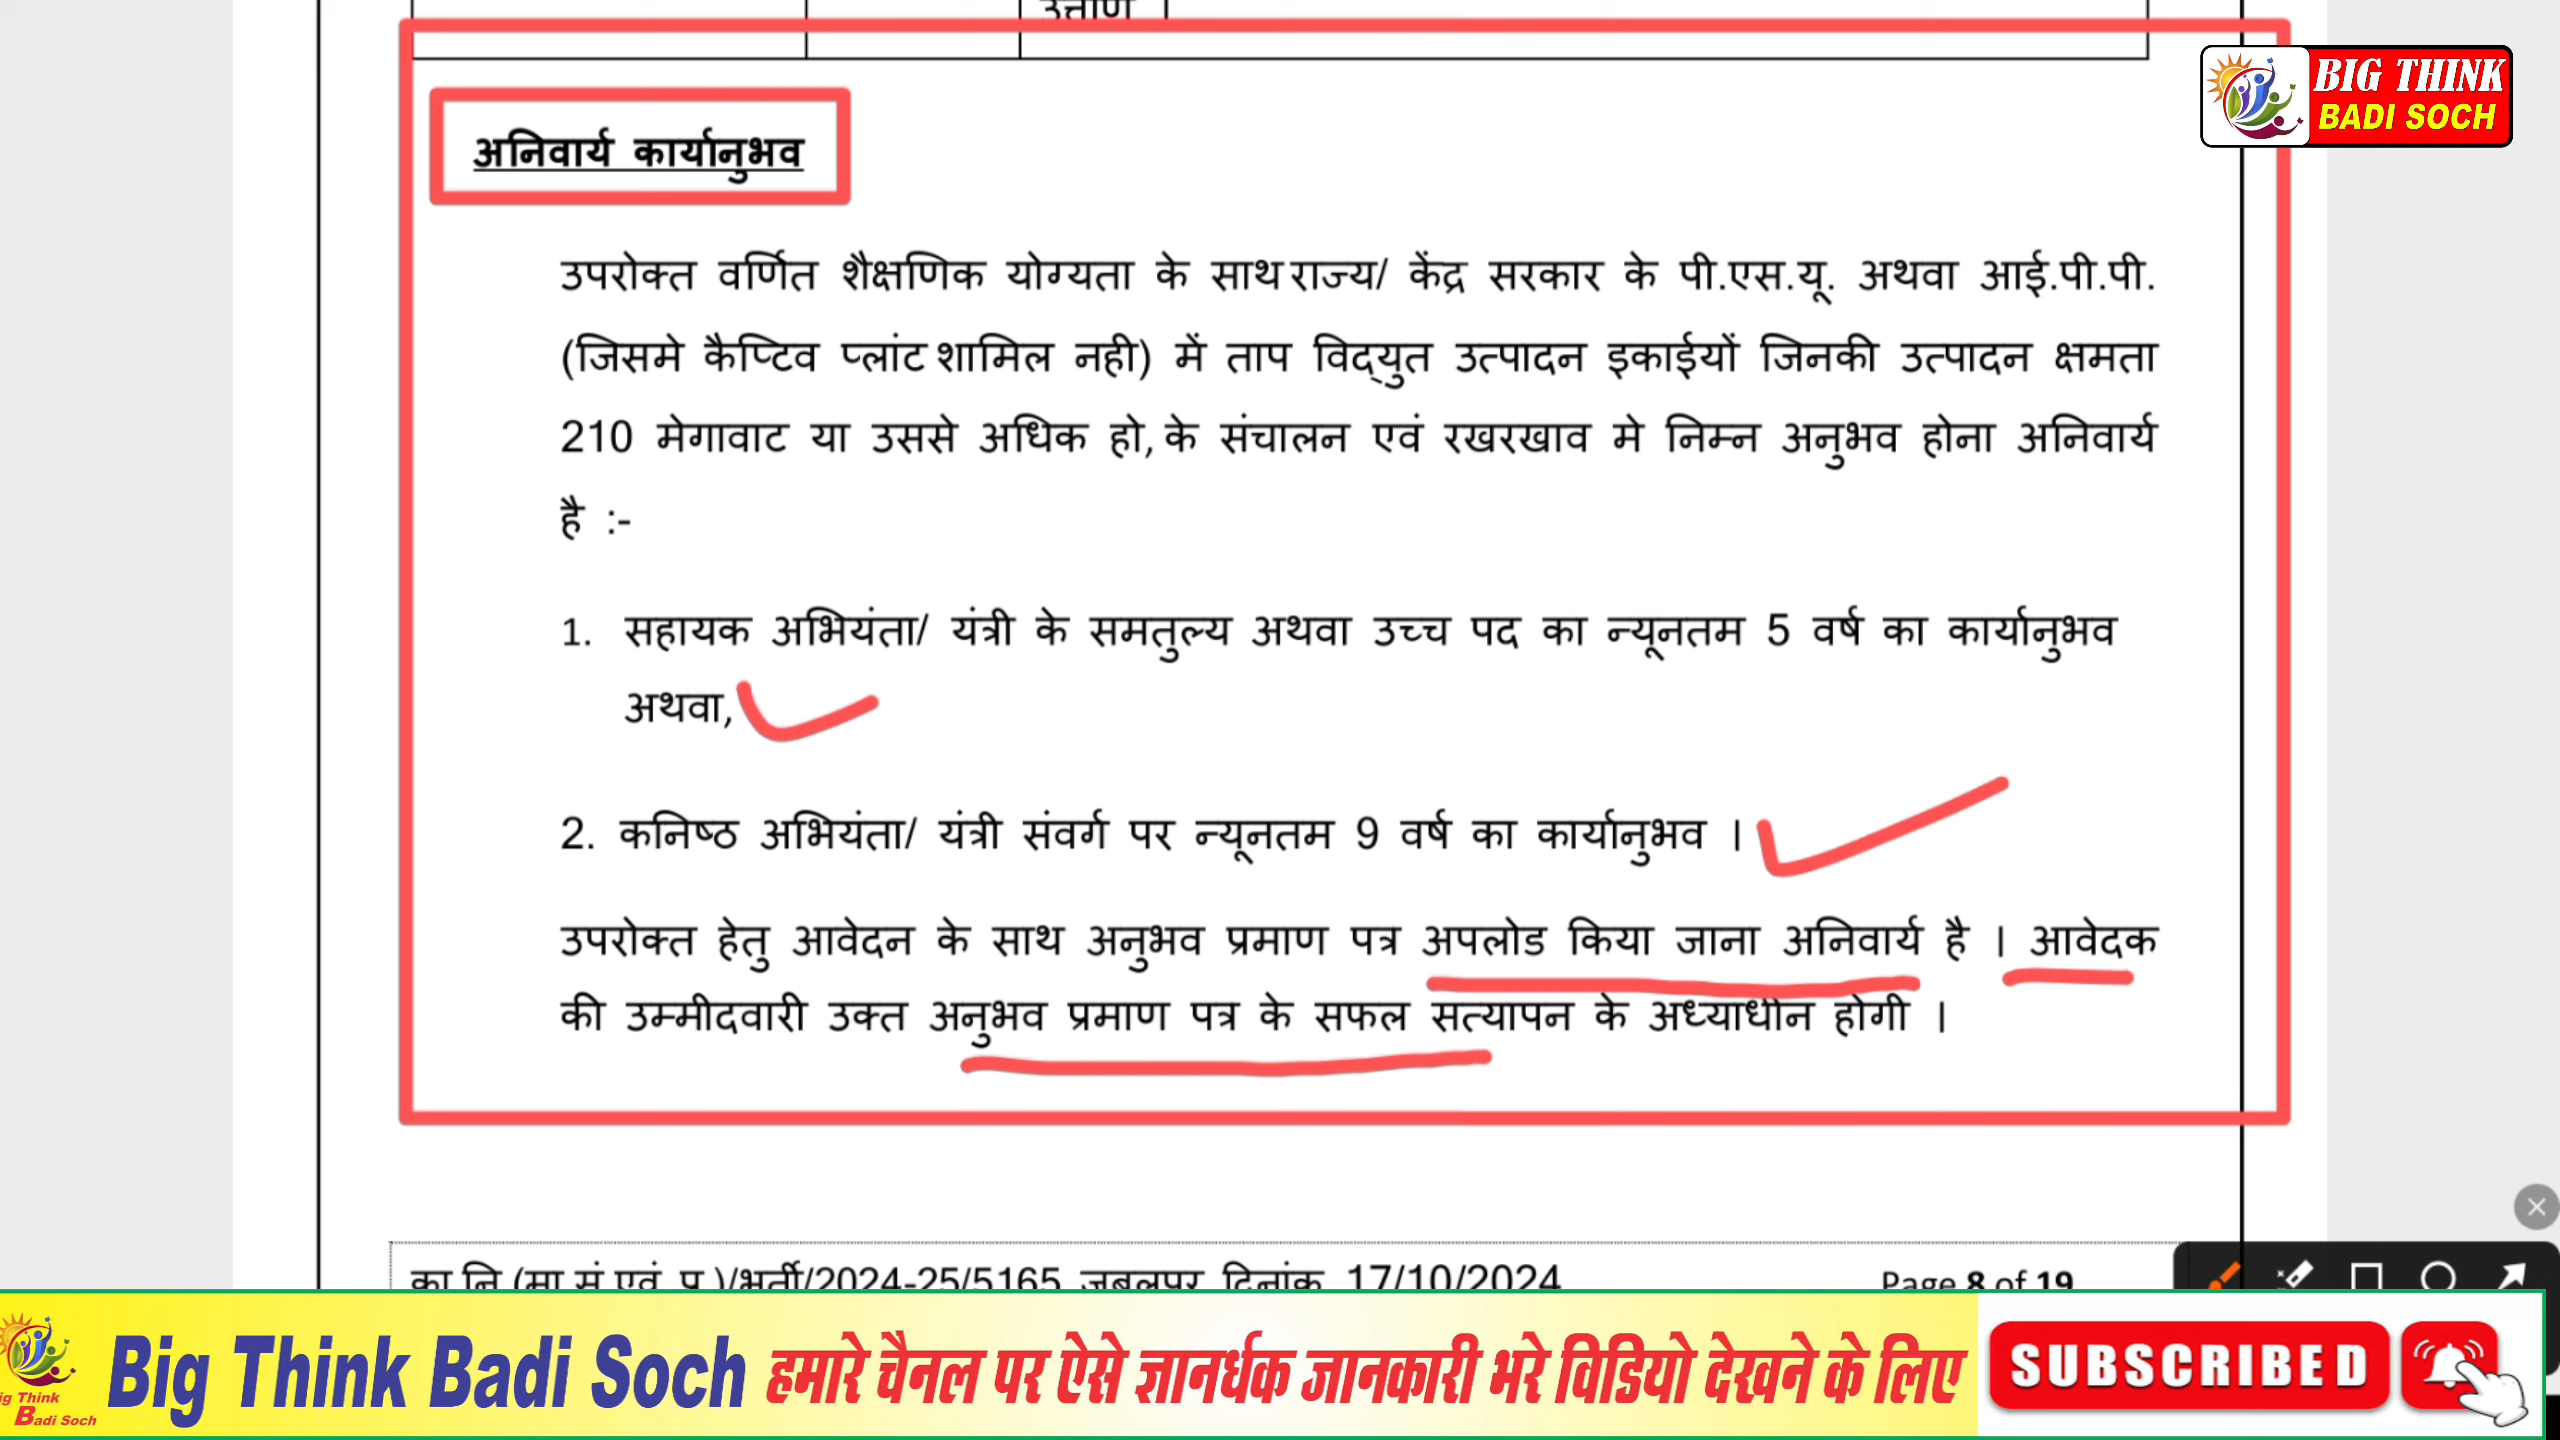 उत्तीण ।
BIG THINK
BADI SOCH
अनिवार्य कार्यानुभव
उपरोक्त वर्णित शैक्षणिक योग्यता के साथ राज्य/ केंद्र सरकार के पी.एस.यू. अथवा आई.पी.पी.
(जिसमे कैप्टिव प्लांट शामिल नही) में ताप विद्युत उत्पादन इकाईयों जिनकी उत्पादन क्षमता
210 मेगावाट या उससे अधिक हो, के संचालन एवं रखरखाव मे निम्न अनुभव होना अनिवार्य
है :-
1. सहायक अभियंता/ यंत्री के समतुल्य अथवा उच्च पद का न्यूनतम 5 वर्ष का कार्यानुभव
अथवा,
2. कनिष्ठ अभियंता/ यंत्री संवर्ग पर न्यूनतम 9 वर्ष का कार्यानुभव ।
उपरोक्त हेतु आवेदन के साथ अनुभव प्रमाण पत्र अपलोड किया जाना अनिवार्य है । आवेदक
की उम्मीदवारी उक्त अनुभव प्रमाण पत्र के सफल सत्यापन के अध्याधीन होगी ।
का.नि.(मा.सं.एवं प्र.)/भर्ती/2024-25/5165 जबलपुर दिनांक 17/10/2024 Page 8 of 19
Big Think Badi Soch हमारे चैनल पर ऐसे ज्ञानर्धक जानकारी भरे विडियो देखने के लिए SUBSCRIBED
ig Think
Badi Soch